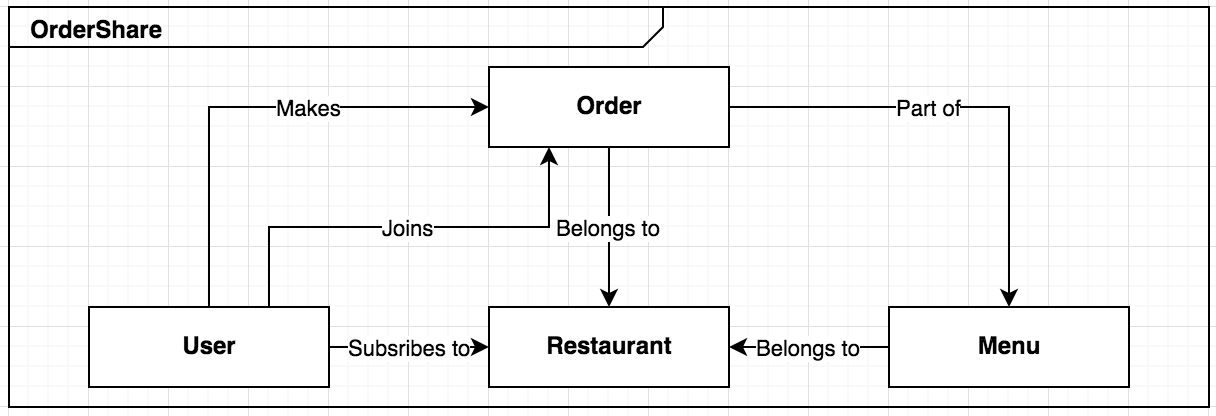 OrderShare
Order
Makes
Part of
Joins
Belongs to
User
Subsribes to
Restaurant
Belongs to
Menu